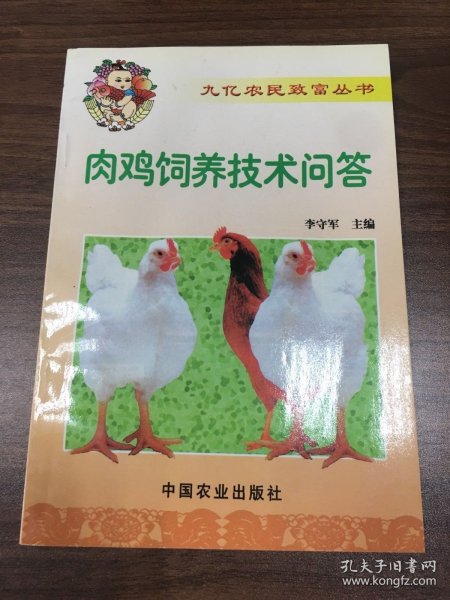 九亿农民致富丛书
肉鸡饲养技术问答
李守军 主编
中国农业出版社
孔夫子旧书网
www.kongfz.com